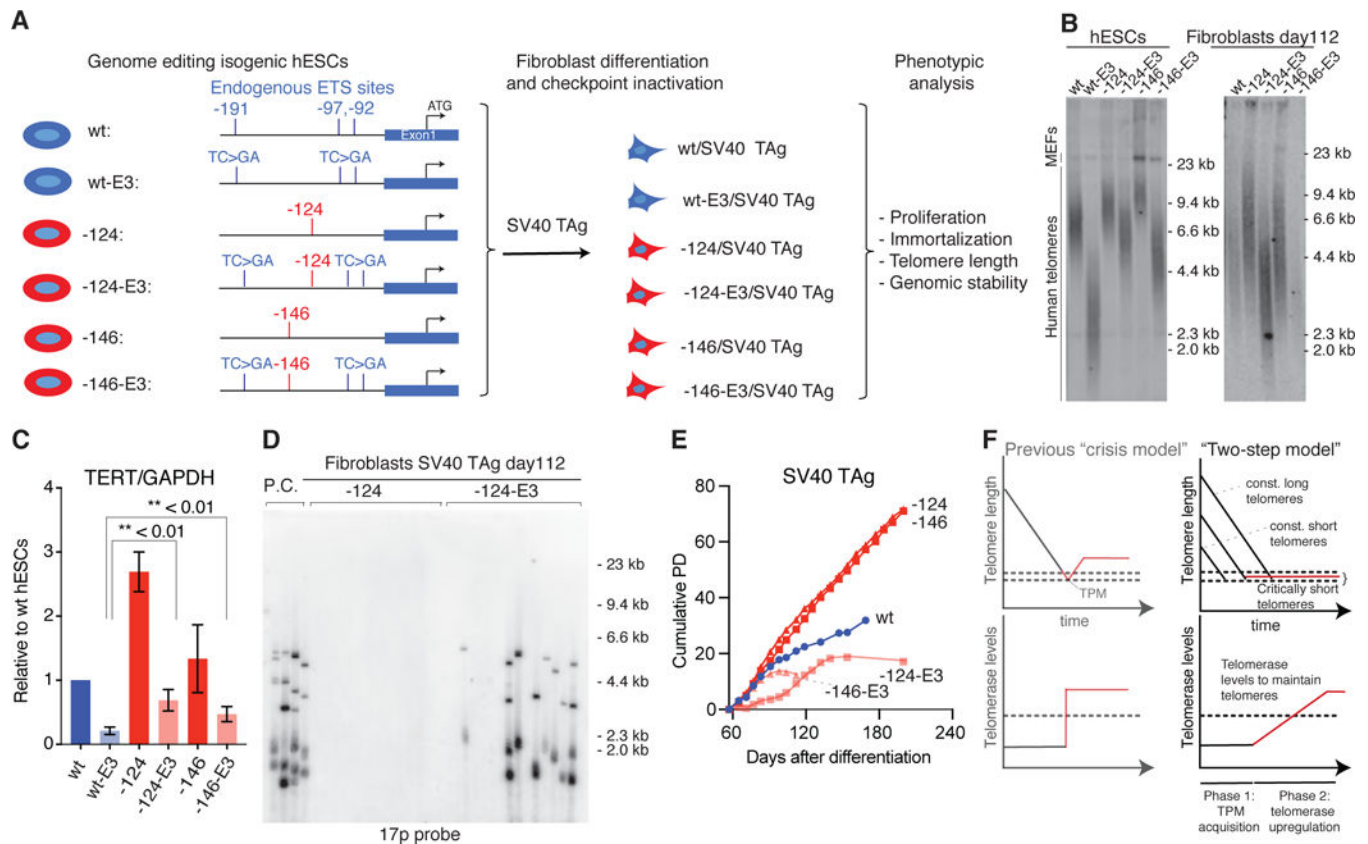 A
Genome editing isogenic hESCs
Fibroblast differentiation
and checkpoint inactivation
Phenotypic
analysis
Endogenous ETS sites
-191
-97,-92
ATG
wt:
Exon1
TC>GA
TC>GA
wt-E3:
-124
-124:
TC>GA
-124
TC>GA
-124-E3:
-146
-146:
TC>GA
-146
TC>GA
-146-E3:
SV40 TAg
wt/SV40 TAg
wt-E3/SV40 TAg
-124/SV40 TAg
-124-E3/SV40 TAg
-146/SV40 TAg
-146-E3/SV40 TAg
- Proliferation
- Immortalization
- Telomere length
- Genomic stability
B
hESCs
Fibroblasts day112
wt
wt-E3
-124
-124-E3
-146
-146-E3
wt
-124
-124-E3
-146
-146-E3
MEFs
Human telomeres
- 23 kb
- 9.4 kb
- 6.6 kb
- 4.4 kb
- 2.3 kb
- 2.0 kb
- 23 kb
- 9.4 kb
- 6.6 kb
- 4.4 kb
- 2.3 kb
- 2.0 kb
C
TERT/GAPDH
** < 0.01
** < 0.01
Relative to wt hESCs
4
3
2
1
0
wt
wt-E3
-124
-124-E3
-146
-146-E3
D
Fibroblasts SV40 TAg day112
P.C.
-124
-124-E3
- 23 kb
- 9.4 kb
- 6.6 kb
- 4.4 kb
- 2.3 kb
- 2.0 kb
17p probe
E
SV40 TAg
Cumulative PD
80
60
40
20
0
-124
-146
wt
-124-E3
-146-E3
60
120
180
240
Days after differentiation
F
Previous “crisis model”
Telomere length
TPM
time
Telomerase levels
“Two-step model”
Telomere length
const. long
telomeres
const. short
telomeres
Critically short
telomeres
time
Telomerase levels
Telomerase
levels to maintain
telomeres
Phase 1:
TPM
acquisition
Phase 2:
telomerase
upregulation